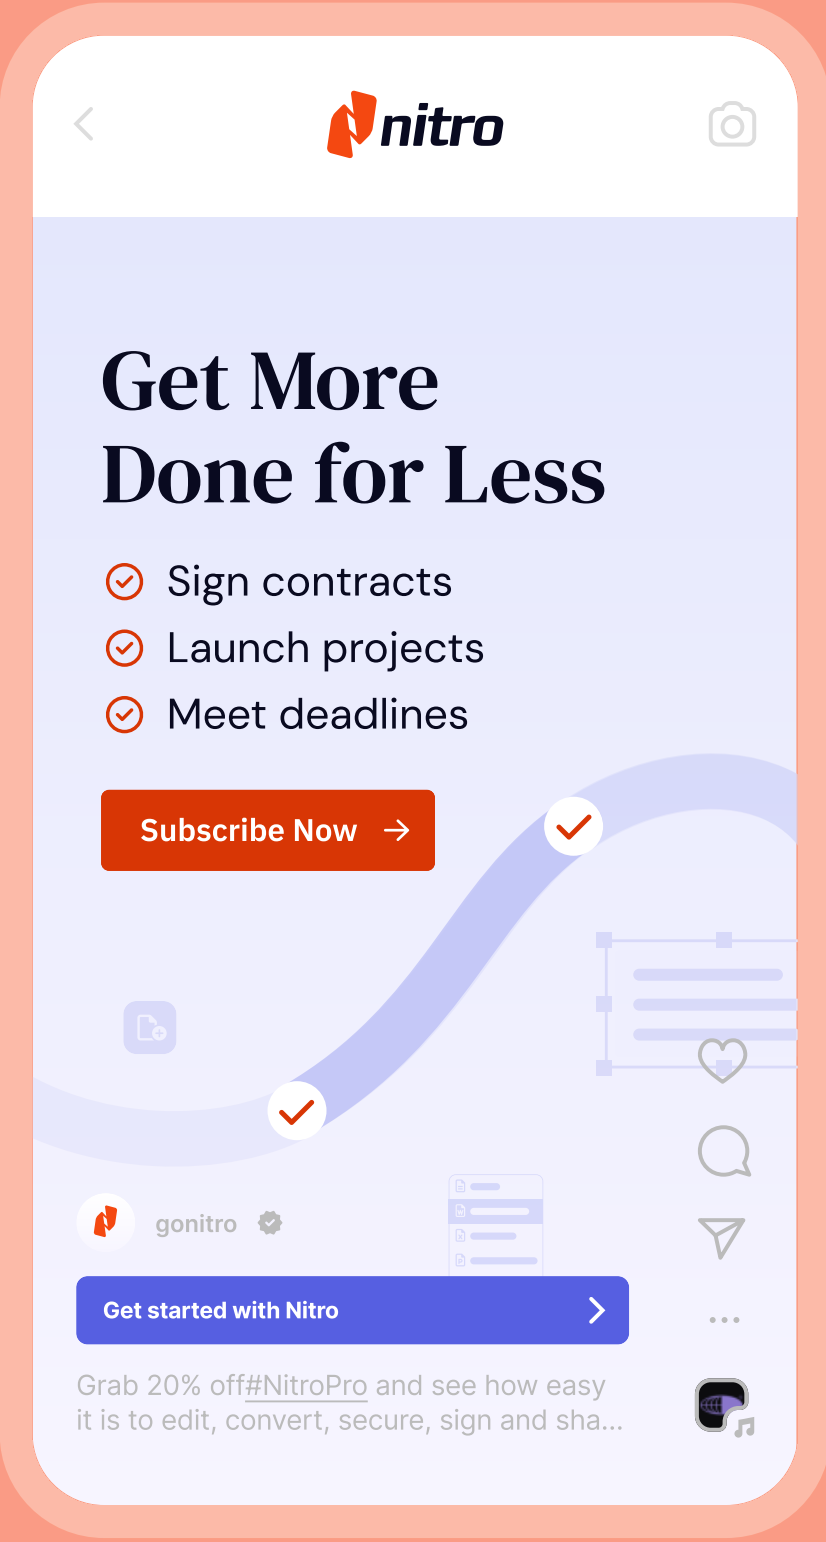 nitro
Get More
Done for Less
Sign contracts
Launch projects
Meet deadlines
Subscribe Now
gonitro
Get started with Nitro
Grab 20% off#NitroPro and see how easy
it is to edit, convert, secure, sign and sha...